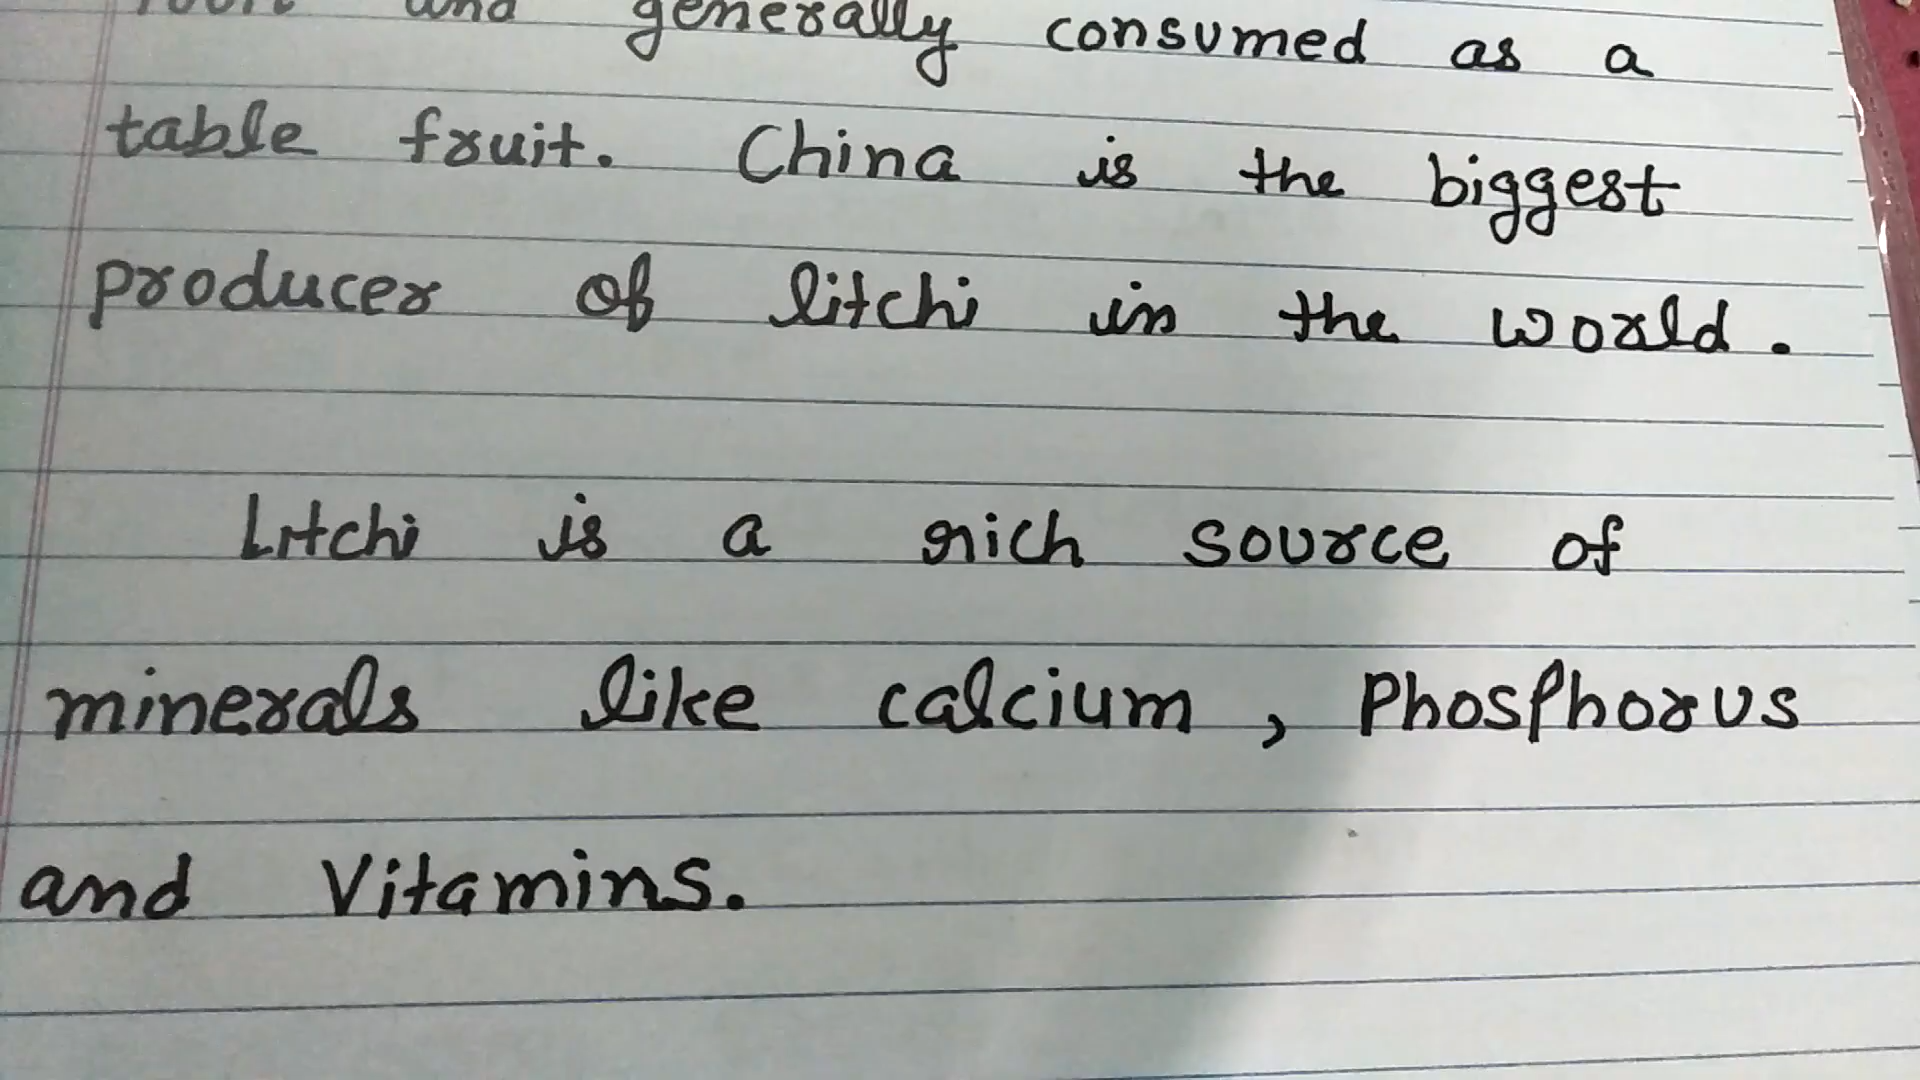 and generally consumed as a
table fruit. China is the biggest
producer of litchi in the world.
Litchi is a rich source of
minerals like calcium, Phosphorus
and Vitamins.